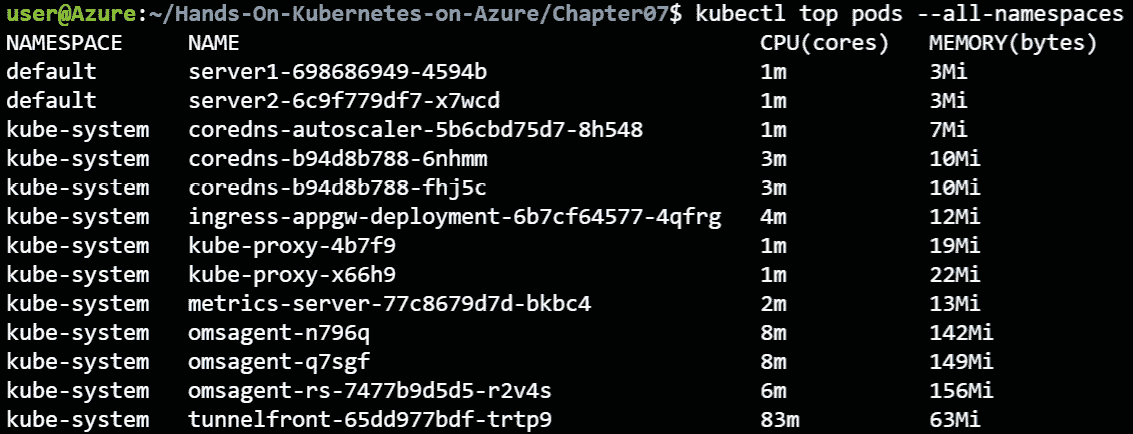 user@Azure:~/Hands-On-Kubernetes-on-Azure/Chapter07$ kubectl top pods --all-namespaces
NAMESPACE NAME CPU(cores) MEMORY(bytes)
default server1-698686949-4594b 1m 3Mi
default server2-6c9f779df7-x7wcd 1m 3Mi
kube-system coredns-autoscaler-5b6cbd75d7-8h548 1m 7Mi
kube-system coredns-b94d8b788-6nhmm 3m 10Mi
kube-system coredns-b94d8b788-fhj5c 3m 10Mi
kube-system ingress-appgw-deployment-6b7cf64577-4qfrg 4m 12Mi
kube-system kube-proxy-4b7f9 1m 19Mi
kube-system kube-proxy-x66h9 1m 22Mi
kube-system metrics-server-77c8679d7d-bkbc4 2m 13Mi
kube-system omsagent-n796q 8m 142Mi
kube-system omsagent-q7sgf 8m 149Mi
kube-system omsagent-rs-7477b9d5d5-r2v4s 6m 156Mi
kube-system tunnelfront-65dd977bdf-trtp9 83m 63Mi